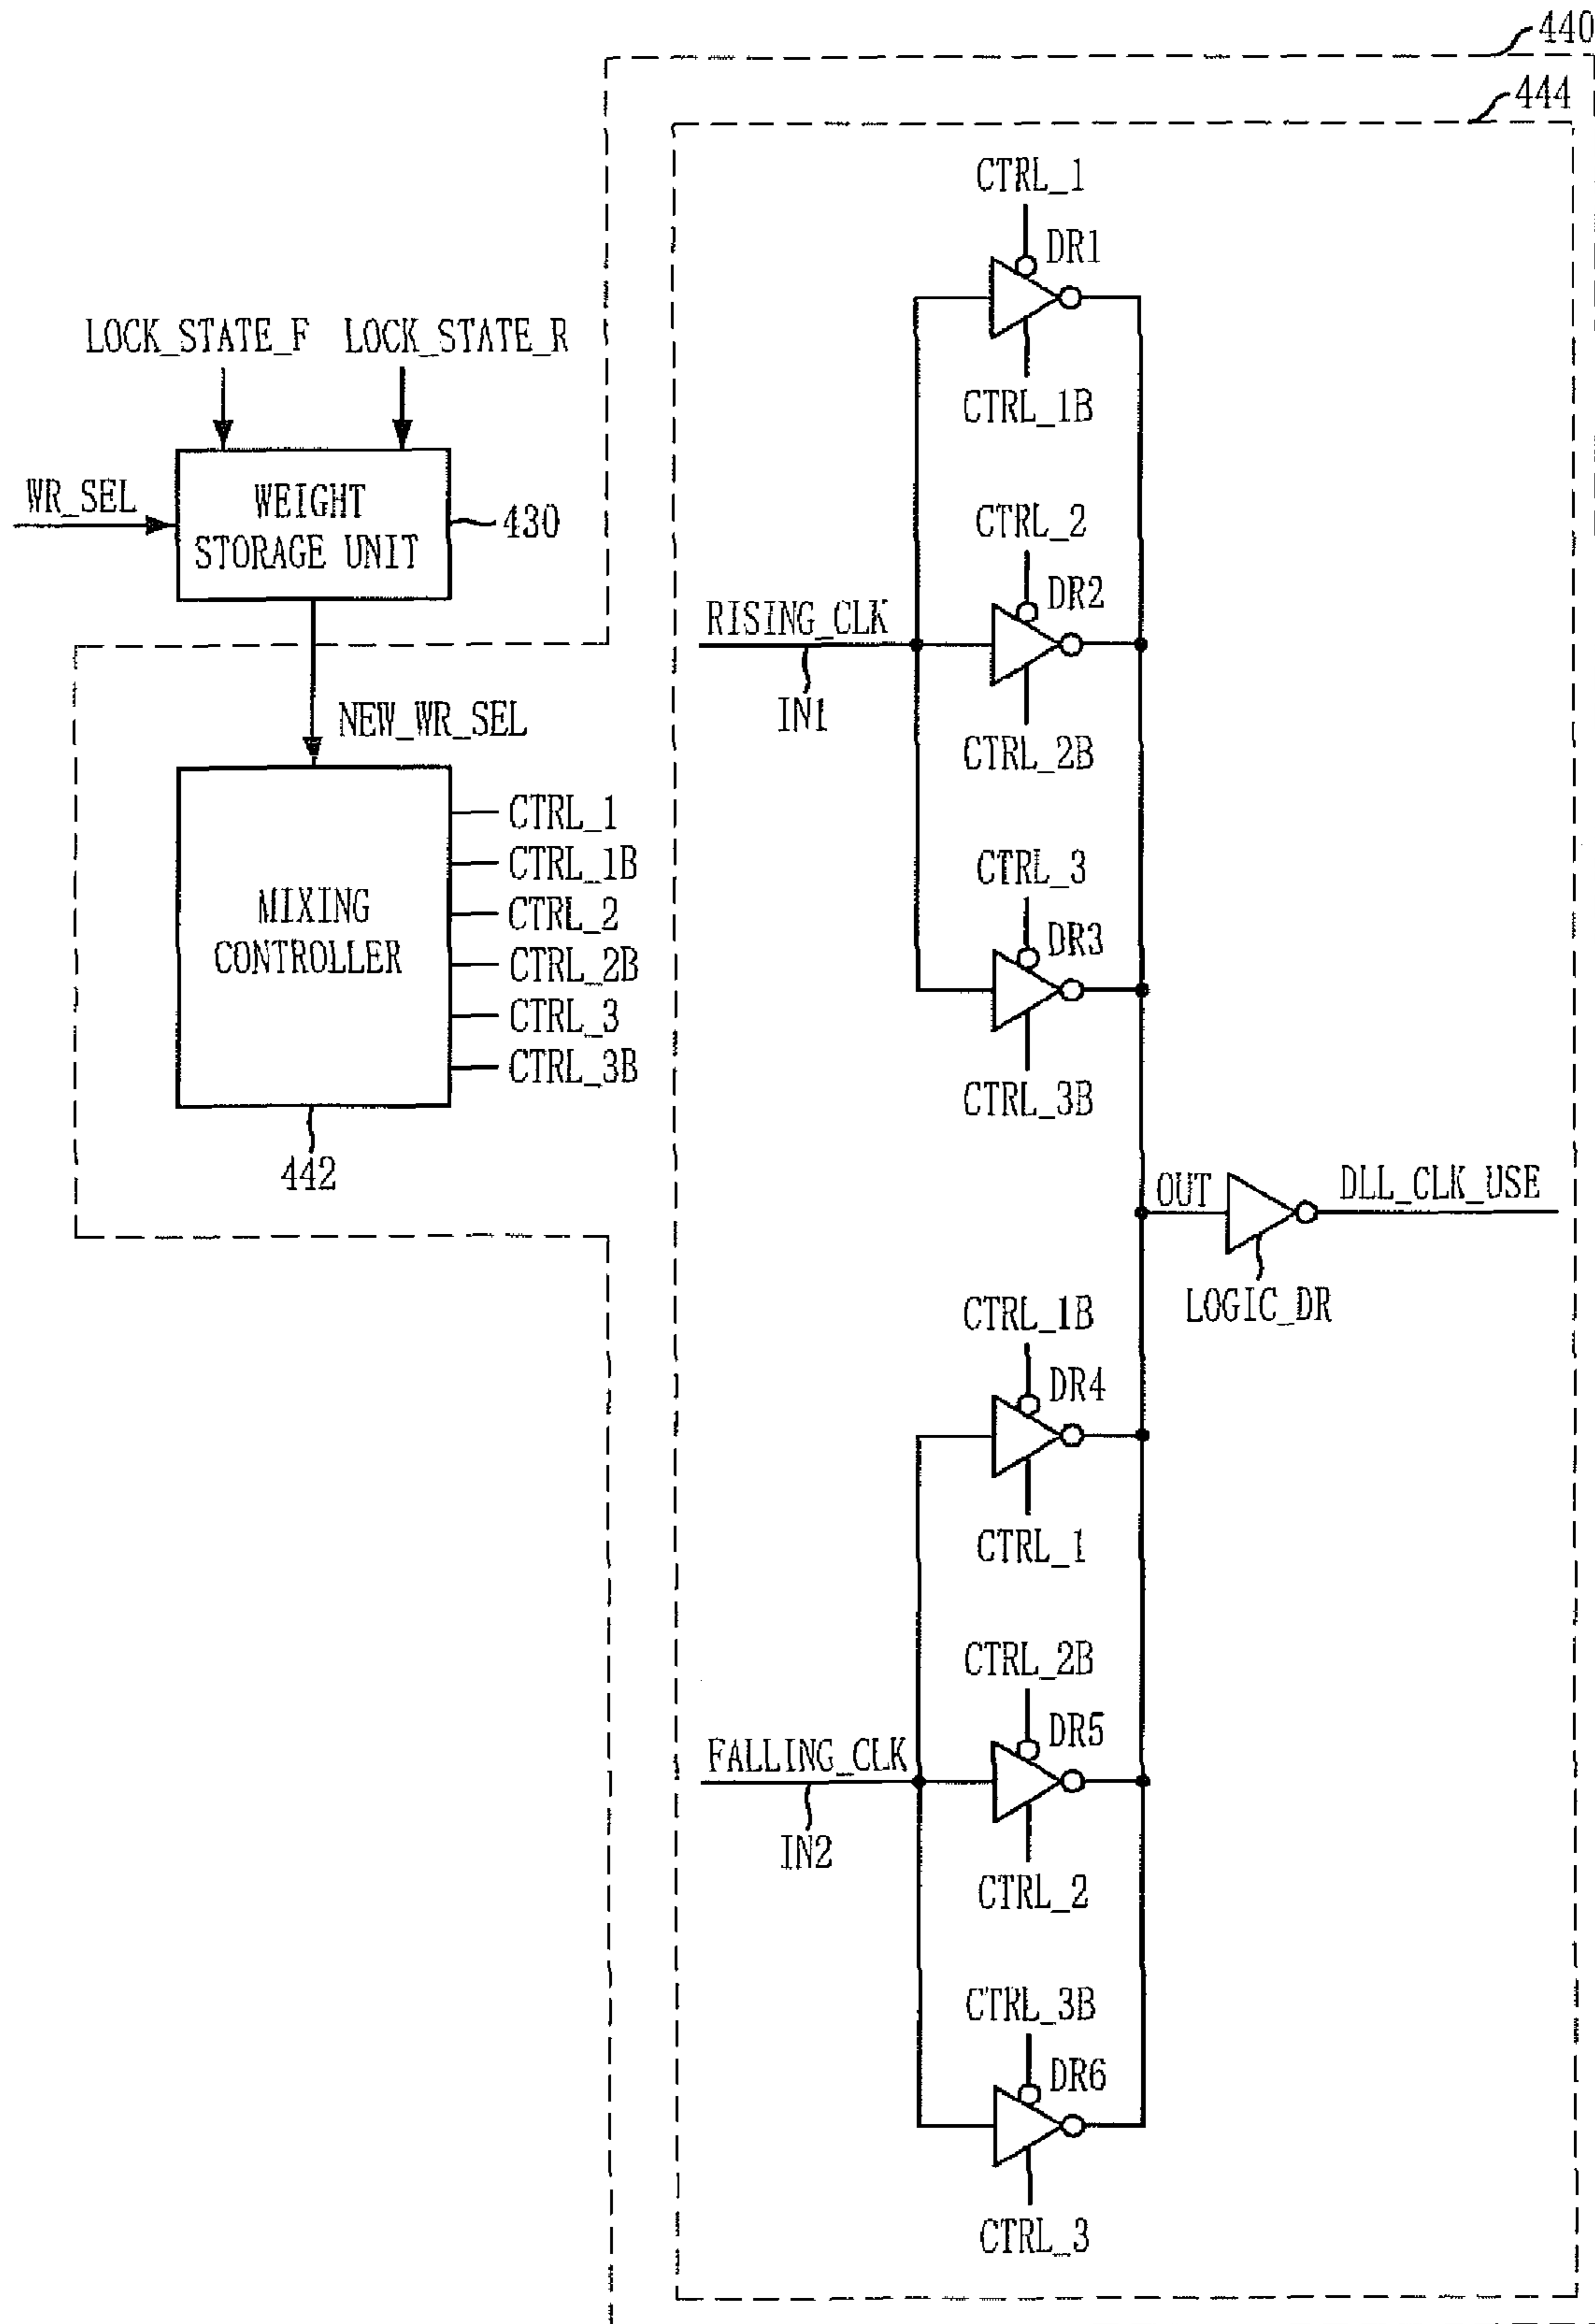 440
444
CTRL_1
DR1
CTRL_1B
LOCK_STATE_F LOCK_STATE_R
WR_SEL
WEIGHT
STORAGE UNIT
430
NEW_WR_SEL
MIXING
CONTROLLER
CTRL_1
CTRL_1B
CTRL_2
CTRL_2B
CTRL_3
CTRL_3B
442
CTRL_2
DR2
RISING_CLK
IN1
CTRL_2B
CTRL_3
DR3
CTRL_3B
OUT
DLL_CLK_USE
LOGIC_DR
CTRL_1B
DR4
CTRL_1
CTRL_2B
DR5
FALLING_CLK
IN2
CTRL_2
CTRL_3B
DR6
CTRL_3